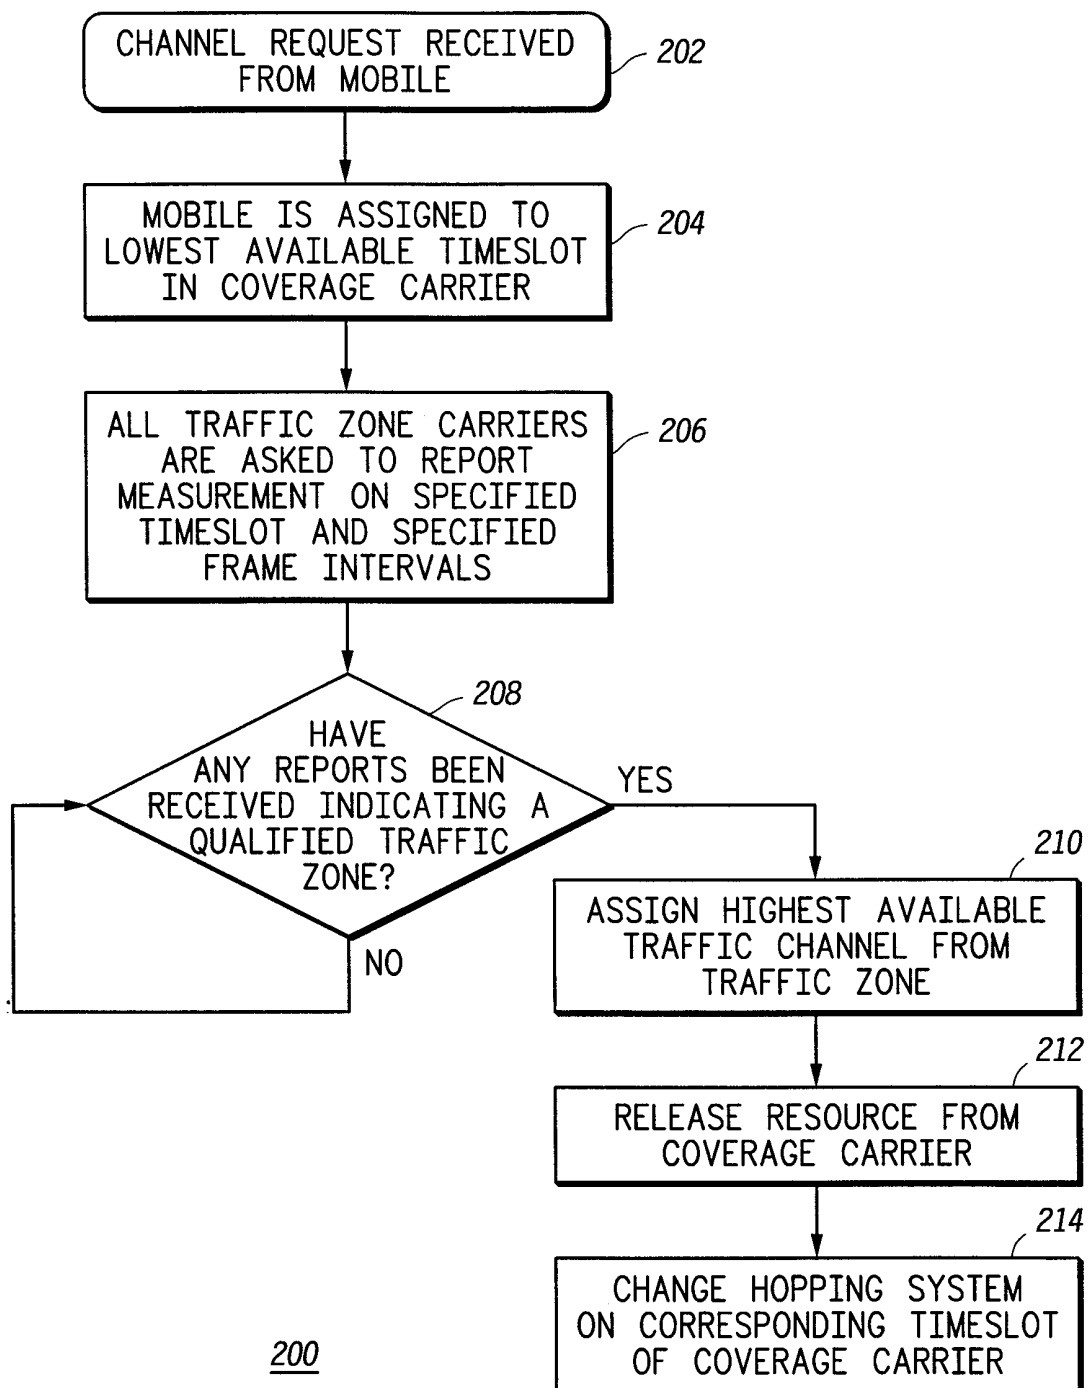 CHANNEL REQUEST RECEIVED
FROM MOBILE
202
MOBILE IS ASSIGNED TO
LOWEST AVAILABLE TIMESLOT
IN COVERAGE CARRIER
204
ALL TRAFFIC ZONE CARRIERS
ARE ASKED TO REPORT
MEASUREMENT ON SPECIFIED
TIMESLOT AND SPECIFIED
FRAME INTERVALS
206
208
HAVE
ANY REPORTS BEEN
RECEIVED INDICATING A
QUALIFIED TRAFFIC
ZONE?
YES
NO
210
ASSIGN HIGHEST AVAILABLE
TRAFFIC CHANNEL FROM
TRAFFIC ZONE
212
RELEASE RESOURCE FROM
COVERAGE CARRIER
214
CHANGE HOPPING SYSTEM
ON CORRESPONDING TIMESLOT
OF COVERAGE CARRIER
200